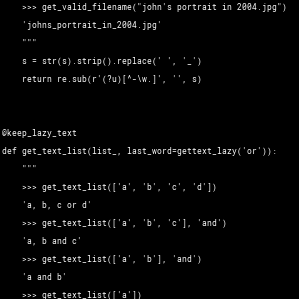 >>> get_valid_filename("john's portrait in 2004.jpg")
'johns_portrait_in_2004.jpg'
"""
s = str(s).strip().replace(' ', '_')
return re.sub(r'(?u)[^-\w.]', '', s)
@keep_lazy_text
def get_text_list(list_, last_word=gettext_lazy('or')):
"""
>>> get_text_list(['a', 'b', 'c', 'd'])
'a, b, c or d'
>>> get_text_list(['a', 'b', 'c'], 'and')
'a, b and c'
>>> get_text_list(['a', 'b'], 'and')
'a and b'
>>> get_text_list(['a'])